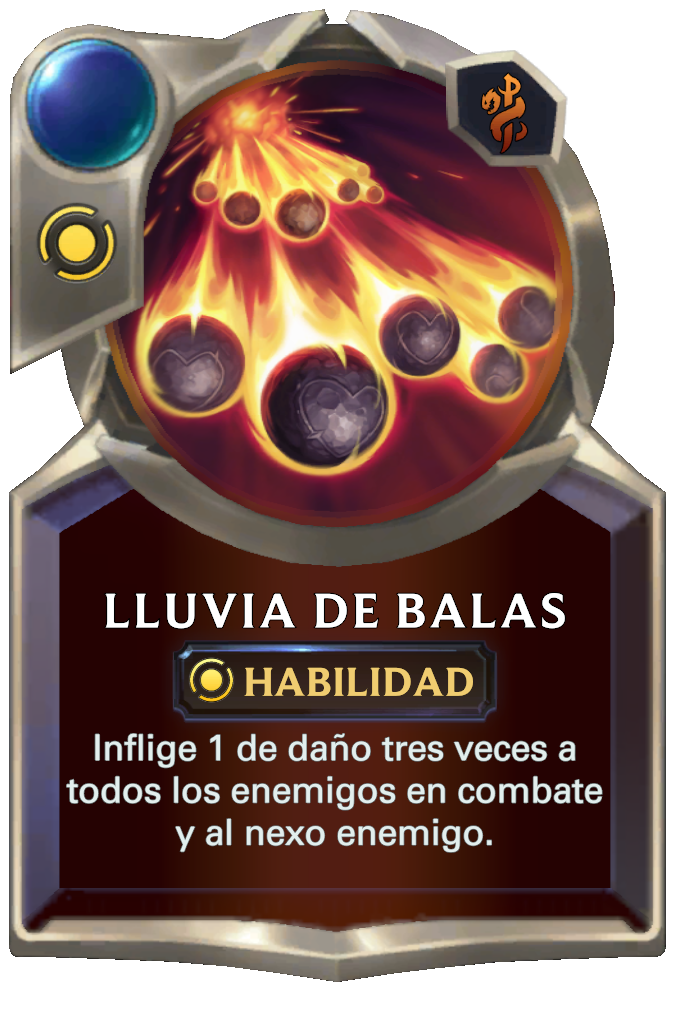 LLUVIA DE BALAS
HABILIDAD
Inflige 1 de daño tres veces a
todos los enemigos en combate
y al nexo enemigo.